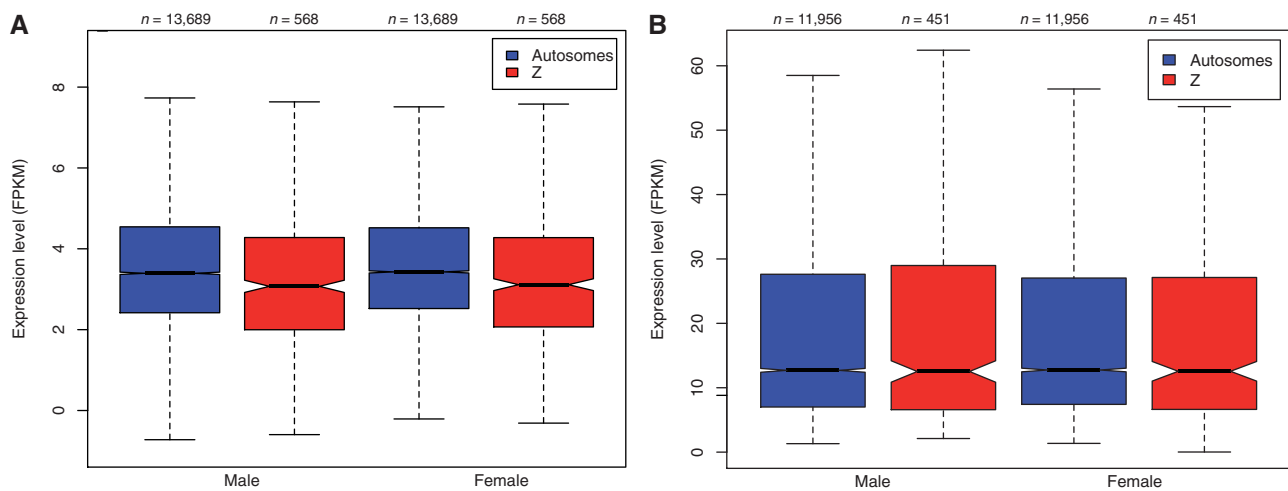 A
n = 13,689 n = 568 n = 13,689 n = 568
Autosomes
Z
Expression level (FPKM)
8
6
4
2
0
Male Female
B
n = 11,956 n = 451 n = 11,956 n = 451
Autosomes
Z
Expression level (FPKM)
60
50
40
30
20
10
0
Male Female